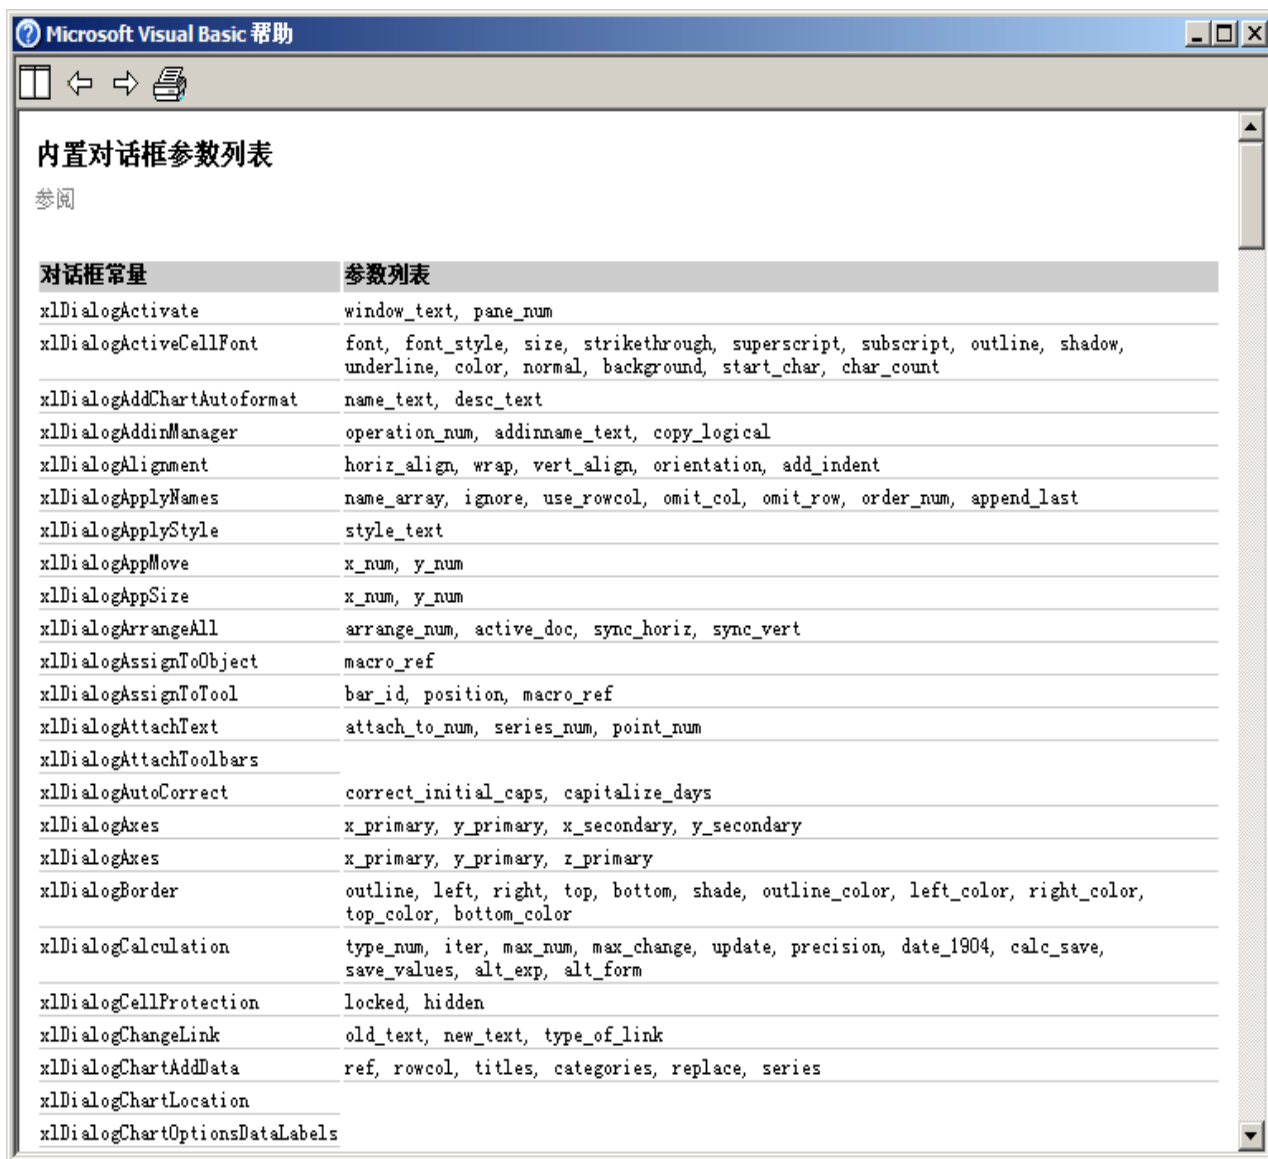 Microsoft Visual Basic 帮助
内置对话框参数列表
参阅
对话框常量 参数列表
xlDialogActivate window_text, pane_num
xlDialogActiveCellFont font, font_style, size, strikethrough, superscript, subscript, outline, shadow,
underline, color, normal, background, start_char, char_count
xlDialogAddChartAutoformat name_text, desc_text
xlDialogAddinManager operation_num, addinname_text, copy_logical
xlDialogAlignment horiz_align, wrap, vert_align, orientation, add_indent
xlDialogApplyNames name_array, ignore, use_rowcol, omit_col, omit_row, order_num, append_last
xlDialogApplyStyle style_text
xlDialogAppMove x_num, y_num
xlDialogAppSize x_num, y_num
xlDialogArrangeAll arrange_num, active_doc, sync_horiz, sync_vert
xlDialogAssignToObject macro_ref
xlDialogAssignToTool bar_id, position, macro_ref
xlDialogAttachText attach_to_num, series_num, point_num
xlDialogAttachToolbars
xlDialogAutoCorrect correct_initial_caps, capitalize_days
xlDialogAxes x_primary, y_primary, x_secondary, y_secondary
xlDialogAxes x_primary, y_primary, z_primary
xlDialogBorder outline, left, right, top, bottom, shade, outline_color, left_color, right_color,
top_color, bottom_color
xlDialogCalculation type_num, iter, max_num, max_change, update, precision, date_1904, calc_save,
save_values, alt_exp, alt_form
xlDialogCellProtection locked, hidden
xlDialogChangeLink old_text, new_text, type_of_link
xlDialogChartAddData ref, rowcol, titles, categories, replace, series
xlDialogChartLocation
xlDialogChartOptionsDataLabels